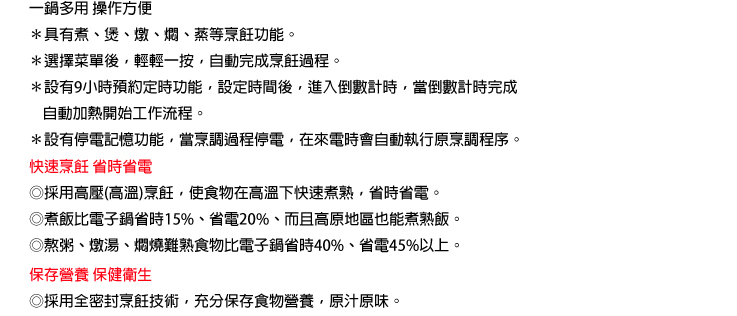 一鍋多用 操作方便
＊具有煮、煲、燉、燜、蒸等烹飪功能。
＊選擇菜單後，輕輕一按，自動完成烹飪過程。
＊設有9小時預約定時功能，設定時間後，進入倒數計時，當倒數計時完成
自動加熱開始工作流程。
＊設有停電記憶功能，當烹調過程停電，在來電時會自動執行原烹調程序。
快速烹飪 省時省電
◎採用高壓(高溫)烹飪，使食物在高溫下快速煮熟，省時省電。
◎煮飯比電子鍋省時15%、省電20%、而且高原地區也能煮熟飯。
◎熬粥、燉湯、燜燒難熟食物比電子鍋省時40%、省電45%以上。
保存營養 保健衛生
◎採用全密封烹飪技術，充分保存食物營養，原汁原味。